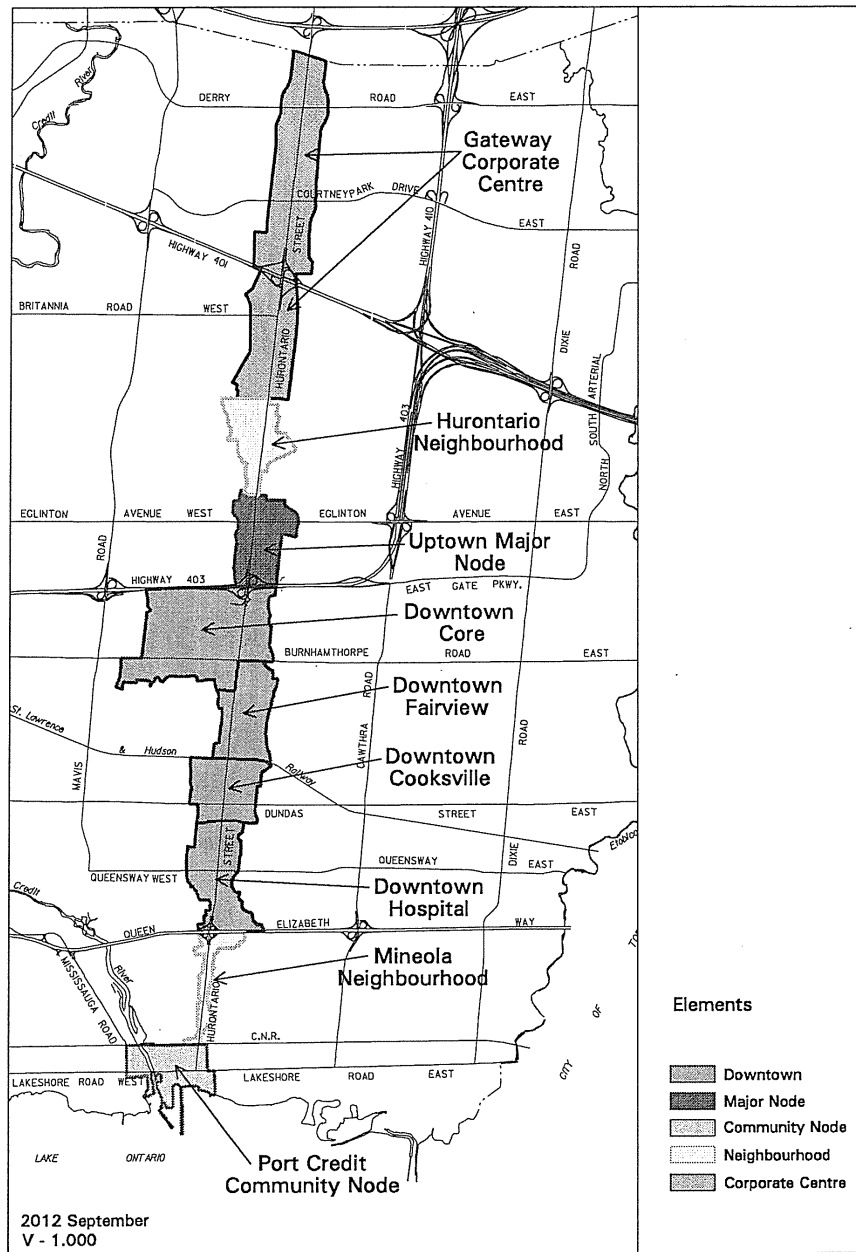 Credit
River
DERRY ROAD EAST
Gateway
Corporate
Centre
COURTNEYPARK DRIVE
EAST
HIGHWAY 401
STREET
HIGHWAY 410
ROAD
BRITANNIA ROAD WEST
HURONTARIO
DIXIE
SOUTH ARTERIAL
NORTH
403
HIGHWAY
Hurontario
Neighbourhood
EGLINTON AVENUE WEST
EGLINTON AVENUE EAST
ROAD
Uptown Major
Node
HIGHWAY 403
EAST GATE PKWY.
Downtown
Core
BURNHAMTHORPE ROAD EAST
Downtown
Fairview
ROAD
CAWTHRA
ROAD
St. Lawrence
& Hudson
Railway
MAVIS
Downtown
Cooksville
DUNDAS STREET EAST
STREET
DIXIE
QUEENSWAY WEST
QUEENSWAY EAST
Downtown
Hospital
Credit
River
QUEEN ELIZABETH WAY
Mineola
Neighbourhood
MISSISSAUGA ROAD
HURONTARIO
C.N.R.
LAKESHORE ROAD WEST
LAKESHORE ROAD EAST
CITY OF
LAKE ONTARIO
Port Credit
Community Node
2012 September
V - 1.000
Elements
Downtown
Major Node
Community Node
Neighbourhood
Corporate Centre